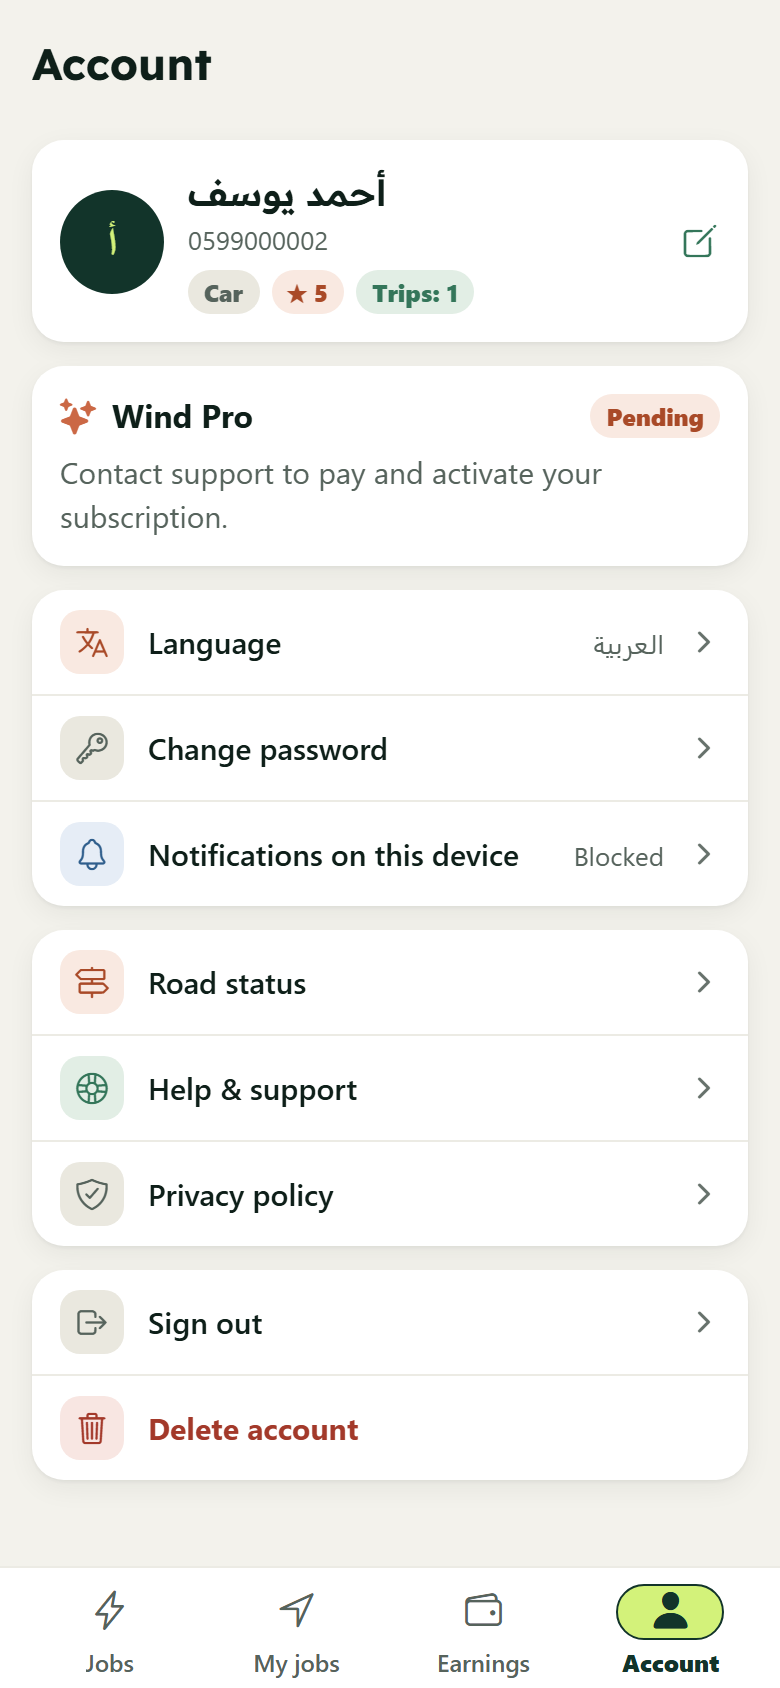 Account
أ
أحمد يوسف
0599000002
Car
★ 5
Trips: 1
Wind Pro
Pending
Contact support to pay and activate your
subscription.
Language
العربية
Change password
Notifications on this device
Blocked
Road status
Help & support
Privacy policy
Sign out
Delete account
Jobs
My jobs
Earnings
Account